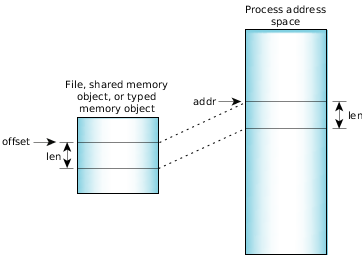 Process address
space
File, shared memory
object, or typed
memory object
addr
len
offset
len